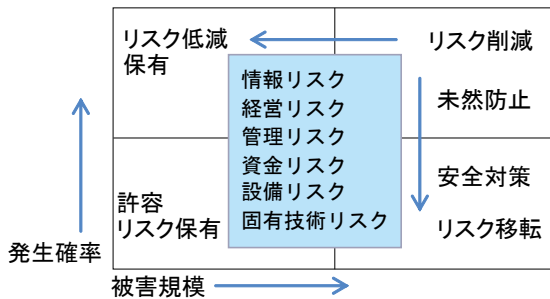 リスク低減
保有
リスク削減
未然防止
情報リスク
経営リスク
管理リスク
資金リスク
設備リスク
固有技術リスク
許容
リスク保有
安全対策
リスク移転
発生確率
被害規模